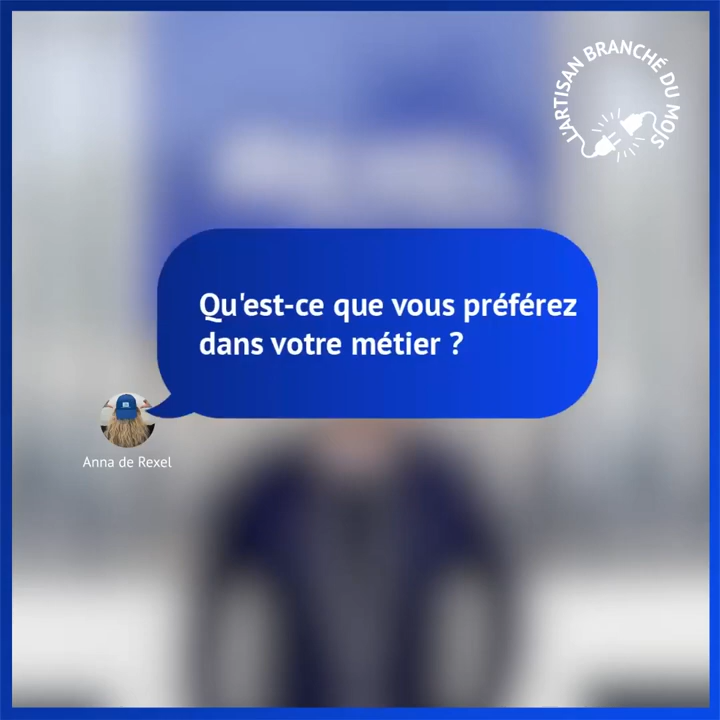 L'ARTISAN BRANCHÉ DU MOIS
Qu'est-ce que vous préférez
dans votre métier ?
Anna de Rexel